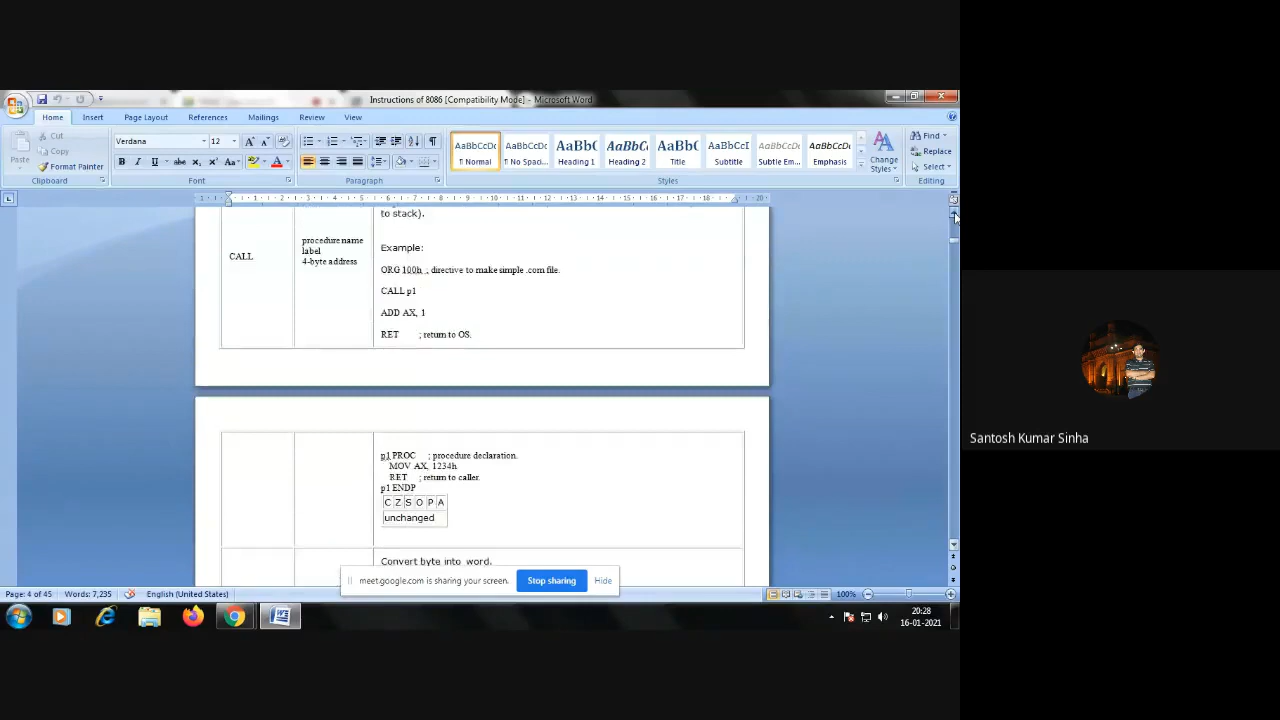 Instructions of 8086 [Compatibility Mode] - Microsoft Word
Home Insert Page Layout References Mailings Review View
Cut
Copy
Paste
Format Painter
Clipboard
Verdana 12
Font
Paragraph
AaBbCcDc AaBbCcDc AaBbC AaBbCc AaBbC AaBbCcI AaBbCcDc AaBbCcDc
¶ Normal ¶ No Spaci... Heading 1 Heading 2 Title Subtitle Subtle Em... Emphasis
Change Styles
Styles
Find
Replace
Select
Editing
to stack).
CALL
procedure name
label
4-byte address
Example:
ORG 100h ; directive to make simple .com file.
CALL p1
ADD AX, 1
RET ; return to OS.
p1 PROC ; procedure declaration.
MOV AX, 1234h
RET ; return to caller.
p1 ENDP
C Z S O P A
unchanged
Convert byte into word.
meet.google.com is sharing your screen. Stop sharing Hide
Page: 4 of 45 Words: 7,235 English (United States) 100%
20:28
16-01-2021
Santosh Kumar Sinha